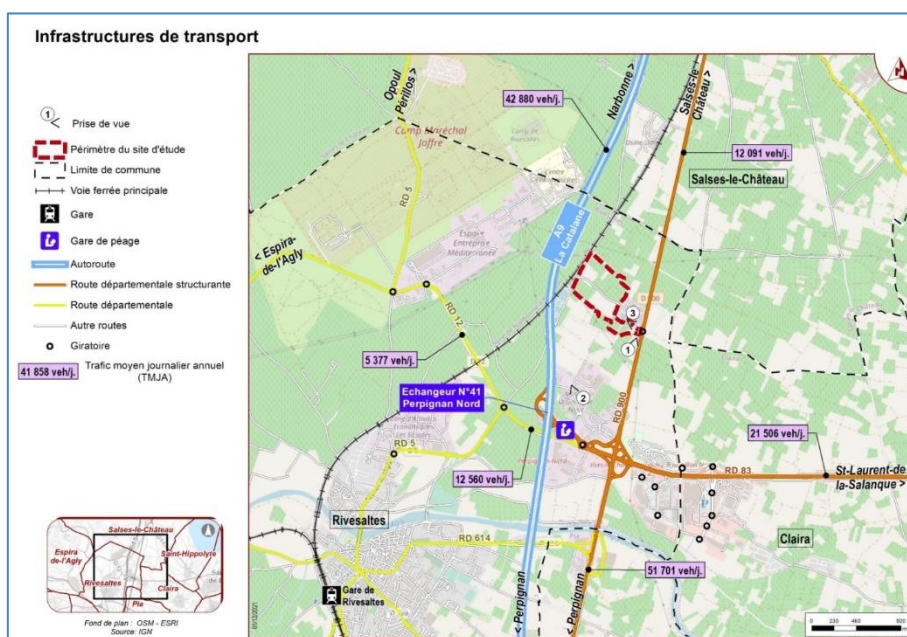 Infrastructures de transport
1
Prise de vue
Périmètre du site d'étude
Limite de commune
Voie ferrée principale
Gare
Gare de péage
Autoroute
Route départementale structurante
Route départementale
Autre routes
Giratoire
41 858 veh/j.
Trafic moyen journalier annuel
(TMJA)
Salses-le-Château
Espira
de-l'Agly
Saint-Hippolyte
Rivesaltes
Claira
Pia
Fond de plan : OSM - ESRI
Source: IGN
Opoul
Périllos >
42 880 veh/j.
Narbonne >
Salses-le
Château >
12 091 veh/j.
Salses-le-Château
Camp Maréchal
Joffre
RD 5
Espace
Entreprise
Méditerranée
A9
La Catalane
< Espira-
de-l'Agly
RD 12
3
1
5 377 veh/j.
Echangeur N°41
Perpignan Nord
2
RD 900
RD 5
21 506 veh/j.
12 560 veh/j.
RD 83
St-Laurent-de
la-Salanque >
Rivesaltes
RD 614
Claira
51 701 veh/j.
Gare de
Rivesaltes
< Perpignan
< Perpignan
0